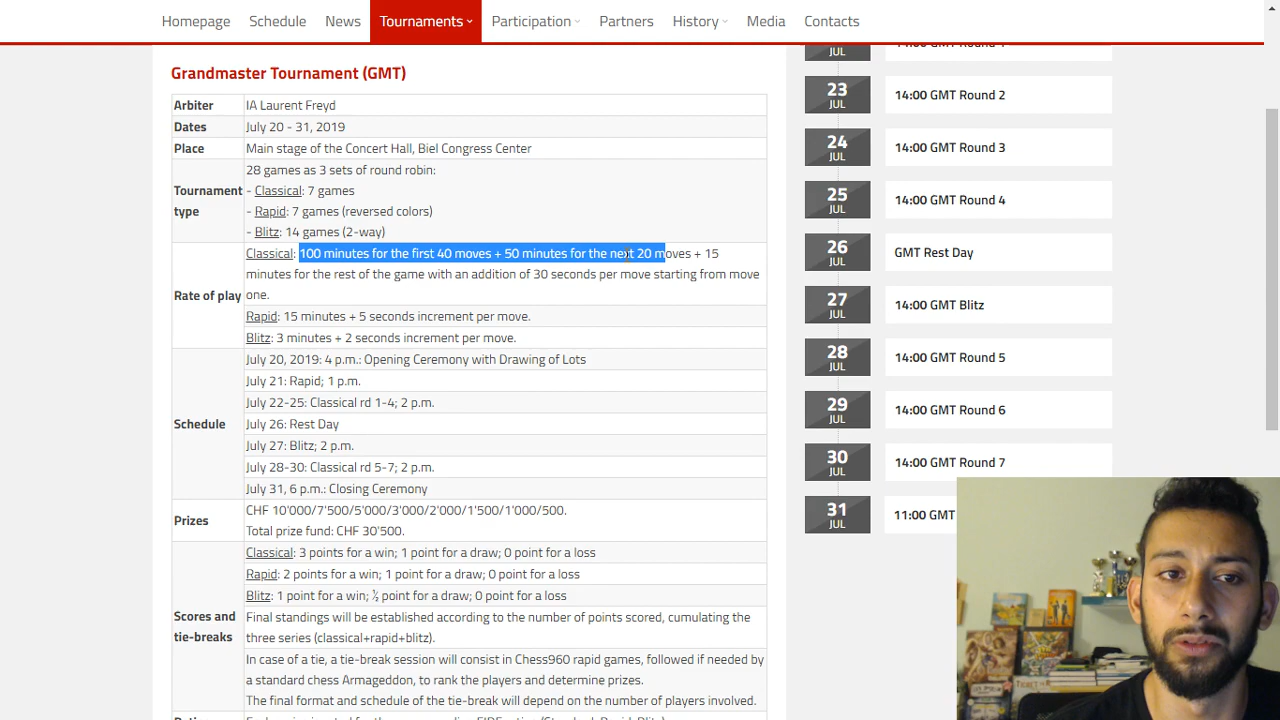 Homepage Schedule News Tournaments Participation Partners History Media Contacts
Grandmaster Tournament (GMT)
Arbiter IA Laurent Freyd
Dates July 20 - 31, 2019
Place Main stage of the Concert Hall, Biel Congress Center
Tournament type
28 games as 3 sets of round robin:
- Classical: 7 games
- Rapid: 7 games (reversed colors)
- Blitz: 14 games (2-way)
Rate of play
Classical: 100 minutes for the first 40 moves + 50 minutes for the next 20 moves + 15
minutes for the rest of the game with an addition of 30 seconds per move starting from move
one.
Rapid: 15 minutes + 5 seconds increment per move.
Blitz: 3 minutes + 2 seconds increment per move.
Schedule
July 20, 2019: 4 p.m.: Opening Ceremony with Drawing of Lots
July 21: Rapid; 1 p.m.
July 22-25: Classical rd 1-4; 2 p.m.
July 26: Rest Day
July 27: Blitz; 2 p.m.
July 28-30: Classical rd 5-7; 2 p.m.
July 31, 6 p.m.: Closing Ceremony
Prizes
CHF 10'000/7'500/5'000/3'000/2'000/1'500/1'000/500.
Total prize fund: CHF 30'500.
Scores and
tie-breaks
Classical: 3 points for a win; 1 point for a draw; 0 point for a loss
Rapid: 2 points for a win; 1 point for a draw; 0 point for a loss
Blitz: 1 point for a win; ½ point for a draw; 0 point for a loss
Final standings will be established according to the number of points scored, cumulating the
three series (classical+rapid+blitz).
In case of a tie, a tie-break session will consist in Chess960 rapid games, followed if needed by
a standard chess Armageddon, to rank the players and determine prizes.
The final format and schedule of the tie-break will depend on the number of players involved.
JUL
23 JUL 14:00 GMT Round 2
24 JUL 14:00 GMT Round 3
25 JUL 14:00 GMT Round 4
26 JUL GMT Rest Day
27 JUL 14:00 GMT Blitz
28 JUL 14:00 GMT Round 5
29 JUL 14:00 GMT Round 6
30 JUL 14:00 GMT Round 7
31 JUL 11:00 GMT